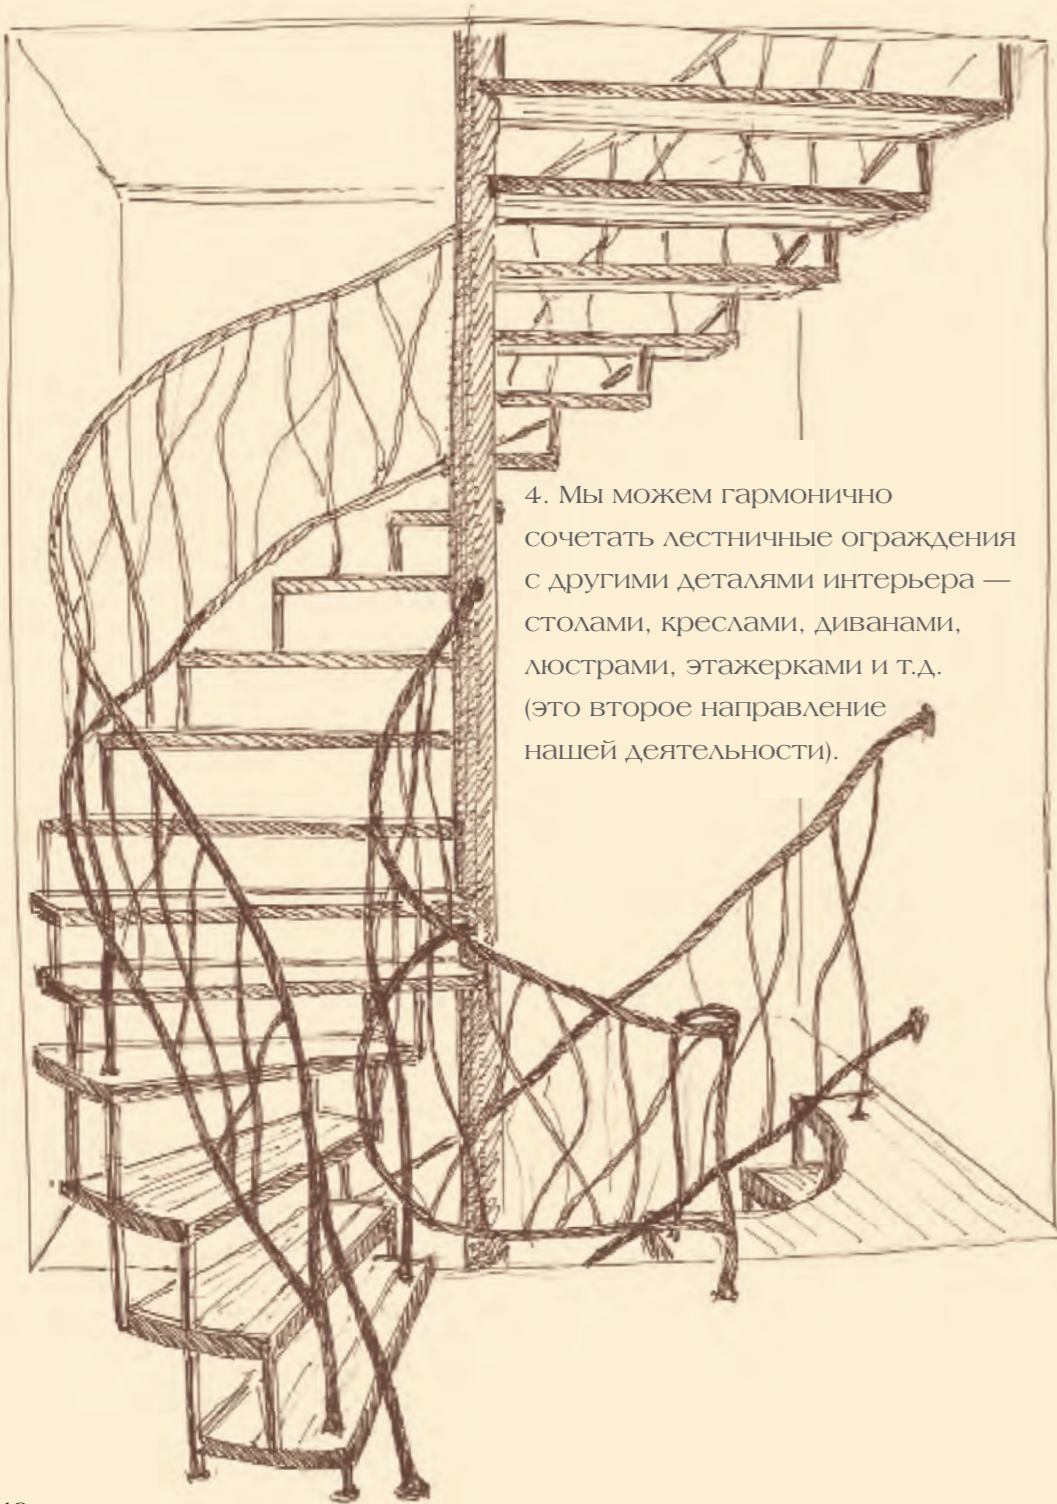 4. Мы можем гармонично
сочетать лестничные ограждения
с другими деталями интерьера —
столами, креслами, диванами,
люстрами, этажерками и т.д.
(это второе направление
нашей деятельности).